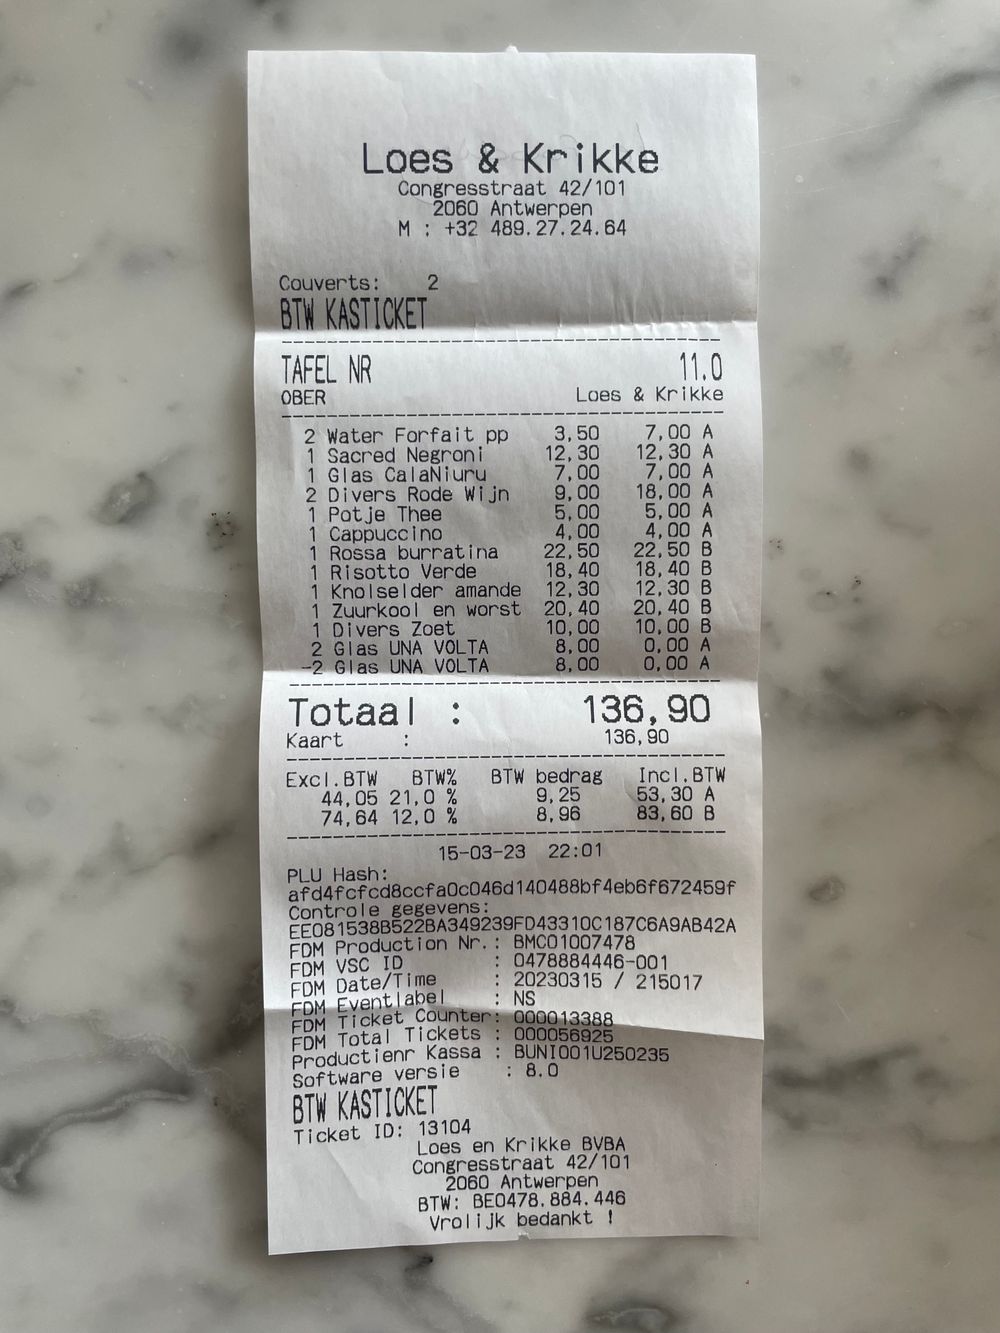 Loes & Krikke
Congresstraat 42/101
2060 Antwerpen
M : +32 489.27.24.64
Couverts: 2
BTW KASTICKET
TAFEL NR 11.0
OBER Loes & Krikke
2 Water Forfait pp 3,50 7,00 A
1 Sacred Negroni 12,30 12,30 A
1 Glas CalaNiuru 7,00 7,00 A
2 Divers Rode Wijn 9,00 18,00 A
1 Potje Thee 5,00 5,00 A
1 Cappuccino 4,00 4,00 A
1 Rossa burratina 22,50 22,50 B
1 Risotto Verde 18,40 18,40 B
1 Knolselder amande 12,30 12,30 B
1 Zuurkool en worst 20,40 20,40 B
1 Divers Zoet 10,00 10,00 B
2 Glas UNA VOLTA 8,00 0,00 A
-2 Glas UNA VOLTA 8,00 0,00 A
Totaal : 136,90
Kaart : 136,90
Excl.BTW BTW% BTW bedrag Incl.BTW
44,05 21,0 % 9,25 53,30 A
74,64 12,0 % 8,96 83,60 B
15-03-23 22:01
PLU Hash:
afd4fcfcd8ccfa0c046d140488bf4eb6f672459f
Controle gegevens:
EE081538B522BA349239FD43310C187C6A9AB42A
FDM Production Nr.: BMC01007478
FDM VSC ID : 0478884446-001
FDM Date/Time : 20230315 / 215017
FDM Eventlabel : NS
FDM Ticket Counter: 000013388
FDM Total Tickets : 000056925
Productienr Kassa : BUNI001U250235
Software versie : 8.0
BTW KASTICKET
Ticket ID: 13104
Loes en Krikke BVBA
Congresstraat 42/101
2060 Antwerpen
BTW: BE0478.884.446
Vrolijk bedankt !